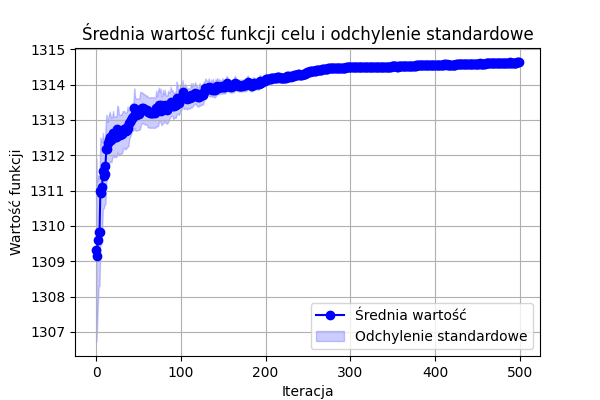 Średnia wartość funkcji celu i odchylenie standardowe
1315
1314
1313
1312
1311
1310
1309
1308
1307
Wartość funkcji
0 100 200 300 400 500
Iteracja
Średnia wartość
Odchylenie standardowe